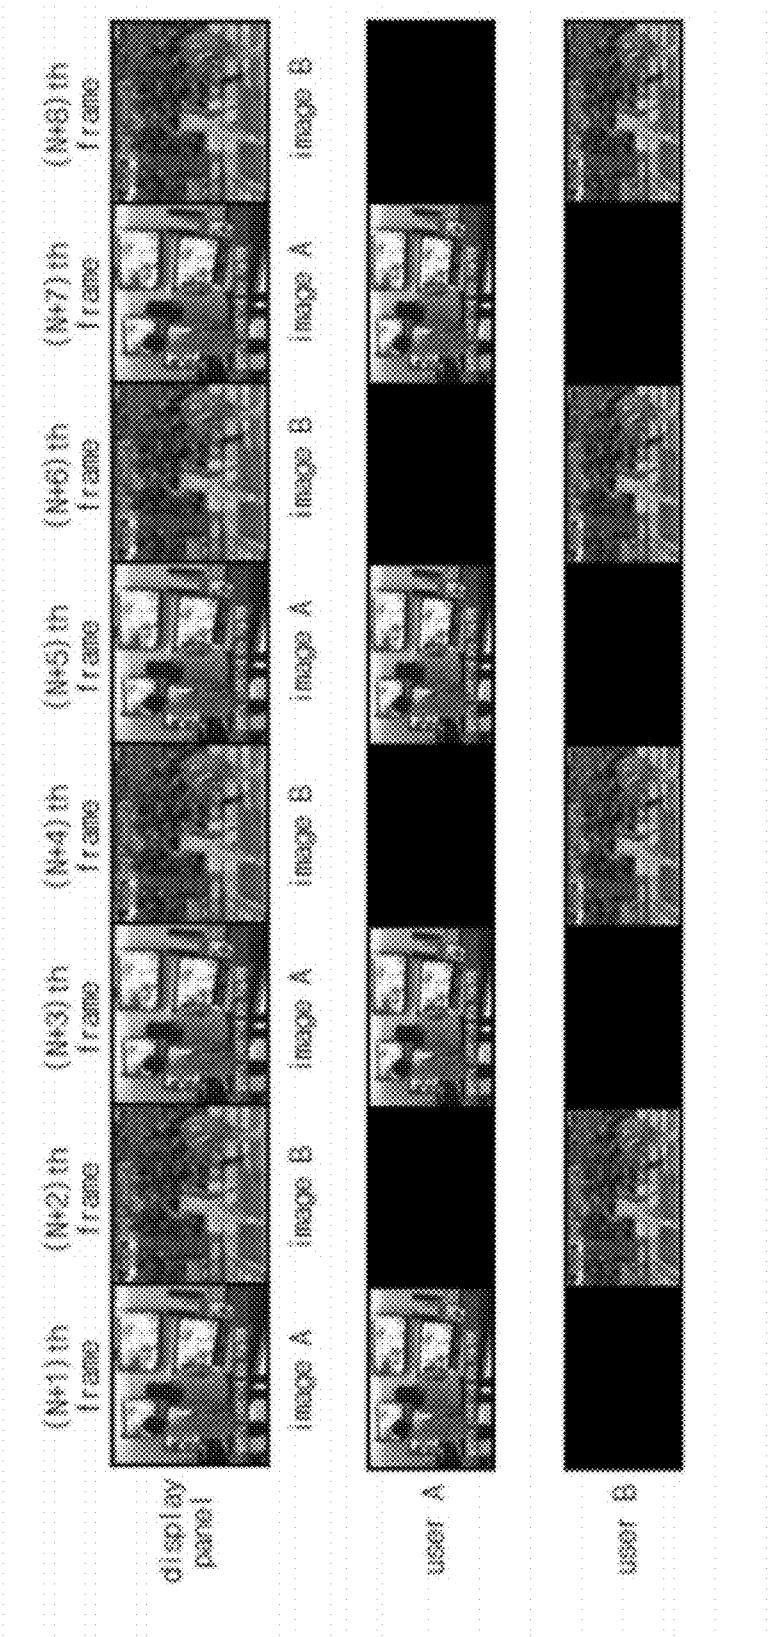 (N+1)th
frame
(N+2)th
frame
(N+3)th
frame
(N+4)th
frame
(N+5)th
frame
(N+6)th
frame
(N+7)th
frame
(N+8)th
frame
display
panel
image A
image B
image A
image B
image A
image B
image A
image B
user A
user B